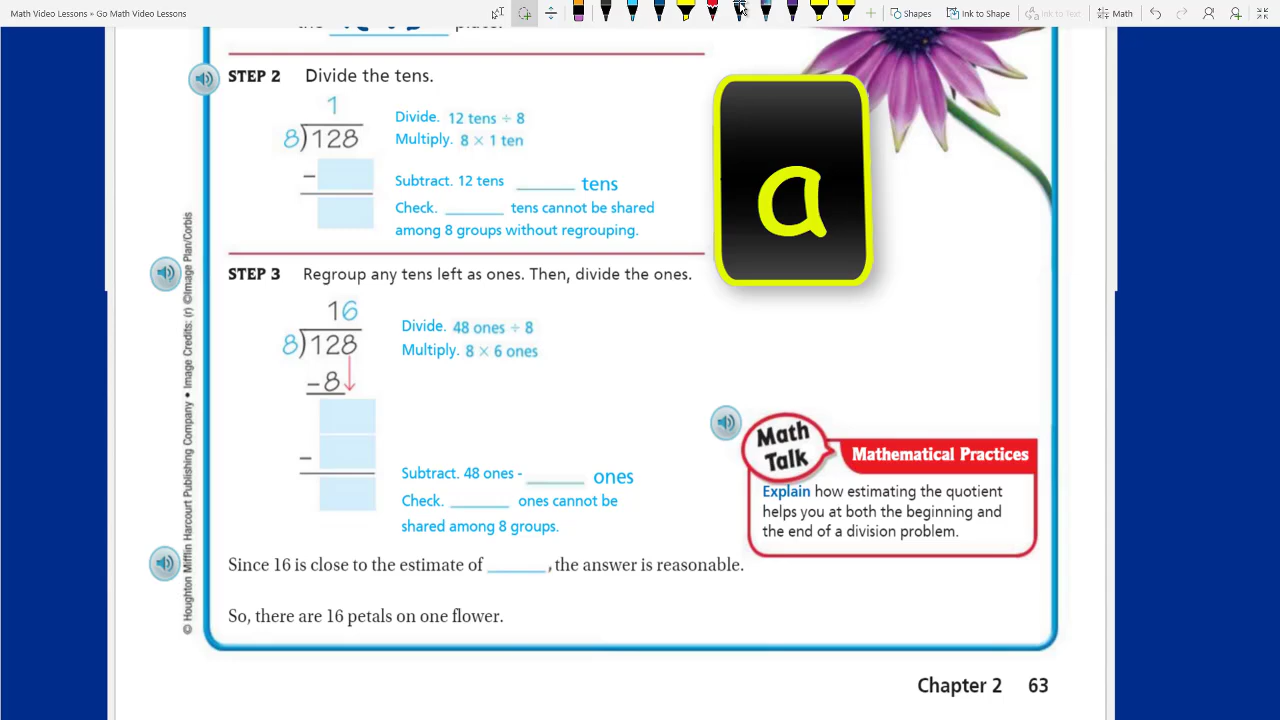 Math Video Lessons » Go Math Video Lessons
Shapes
Ink to Shape
Ink to Text
Math
place.
STEP 2 Divide the tens.
1
8)128
Divide. 12 tens ÷ 8
Multiply. 8 × 1 ten
−
Subtract. 12 tens ______ tens
Check. ______ tens cannot be shared
among 8 groups without regrouping.
a
STEP 3 Regroup any tens left as ones. Then, divide the ones.
16
8)128
−8
Divide. 48 ones ÷ 8
Multiply. 8 × 6 ones
−
Subtract. 48 ones - ______ ones
Check. ______ ones cannot be
shared among 8 groups.
Math
Talk
Mathematical Practices
Explain how estimating the quotient
helps you at both the beginning and
the end of a division problem.
Since 16 is close to the estimate of ______, the answer is reasonable.
So, there are 16 petals on one flower.
© Houghton Mifflin Harcourt Publishing Company • Image Credits: (r) ©Image Plan/Corbis
Chapter 2 63